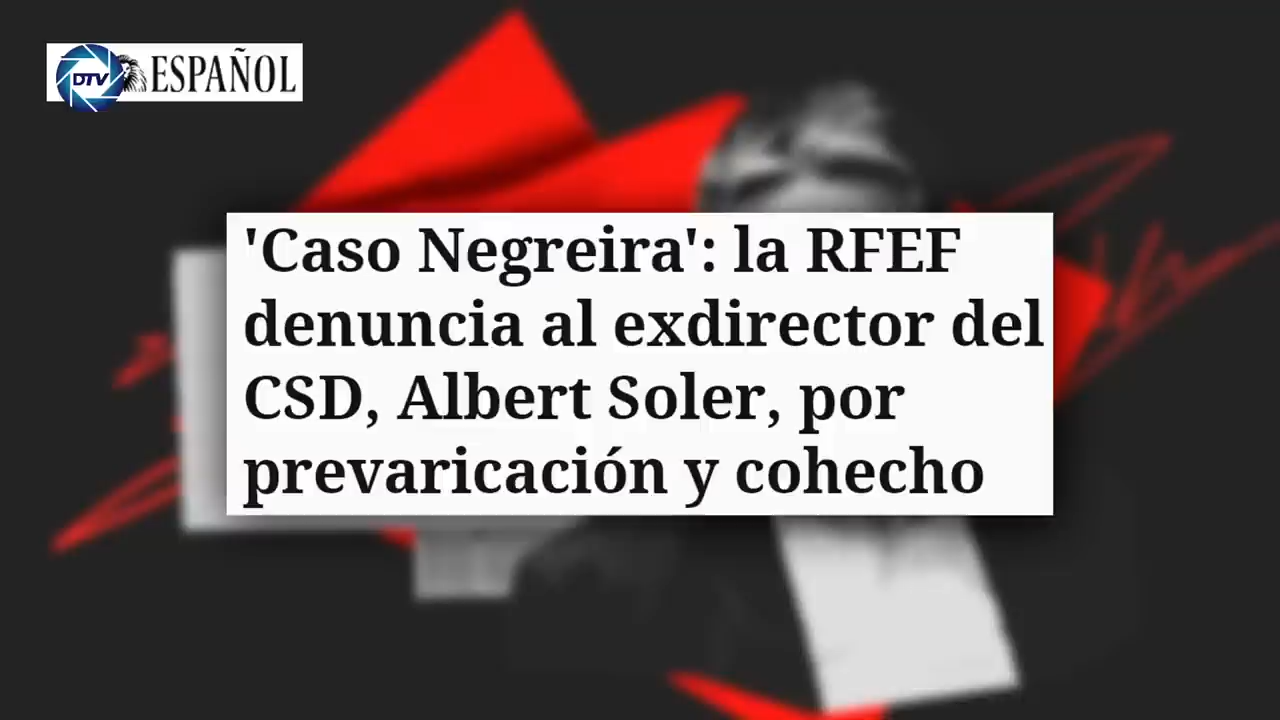 DTV
ESPAÑOL
'Caso Negreira': la RFEF
denuncia al exdirector del
CSD, Albert Soler, por
prevaricación y cohecho